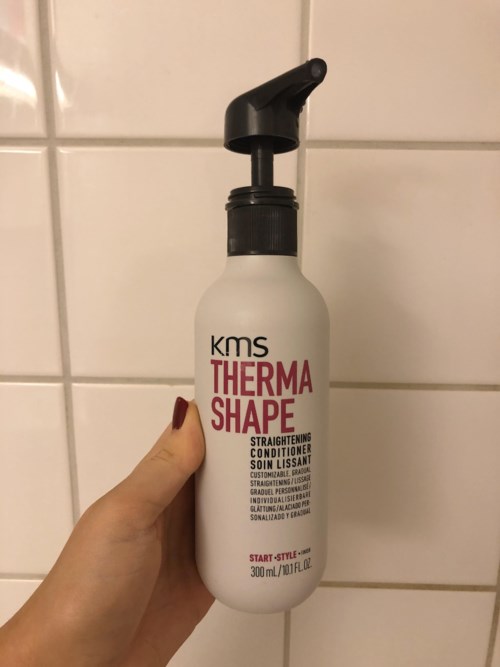 KMS
THERMA
SHAPE
STRAIGHTENING
CONDITIONER
SOIN LISSANT
CUSTOMIZABLE, GRADUAL
STRAIGHTENING / LISSAGE
GRADUEL PERSONNALISÉ /
INDIVIDUALISIERBARE
GLÄTTUNG/ALACIADO PER-
SONALIZADO Y GRADUAL
START • STYLE • FINISH
300 mL/10.1 FL.OZ.